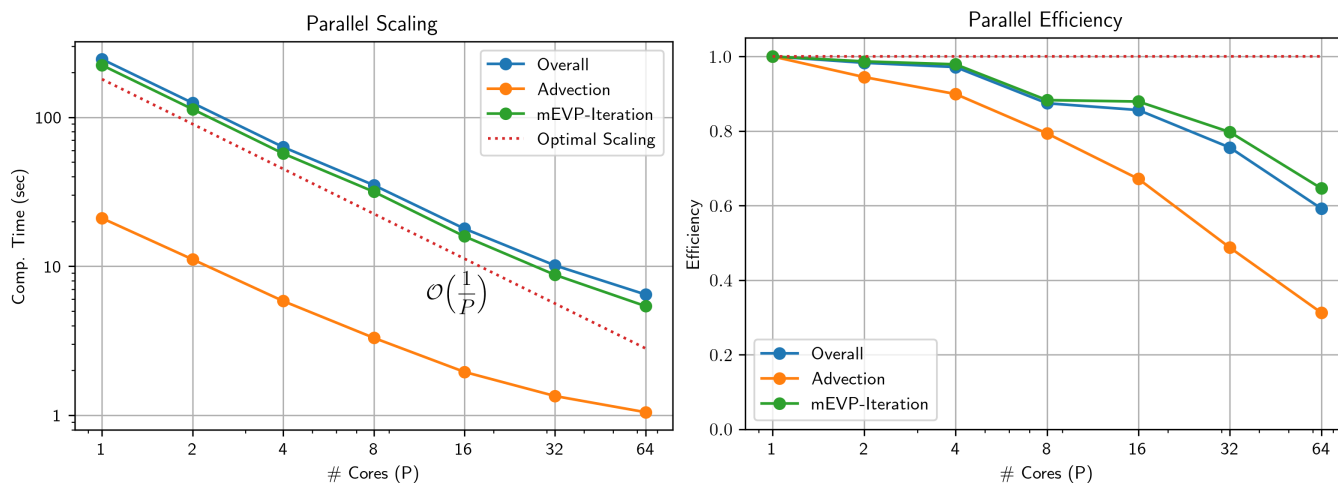 Parallel Scaling
Overall
Advection
mEVP-Iteration
Optimal Scaling
100
10
1
Comp. Time (sec)
𝒪(1/P)
1 2 4 8 16 32 64
# Cores (P)
Parallel Efficiency
1.0
0.8
0.6
0.4
0.2
0.0
Efficiency
Overall
Advection
mEVP-Iteration
1 2 4 8 16 32 64
# Cores (P)